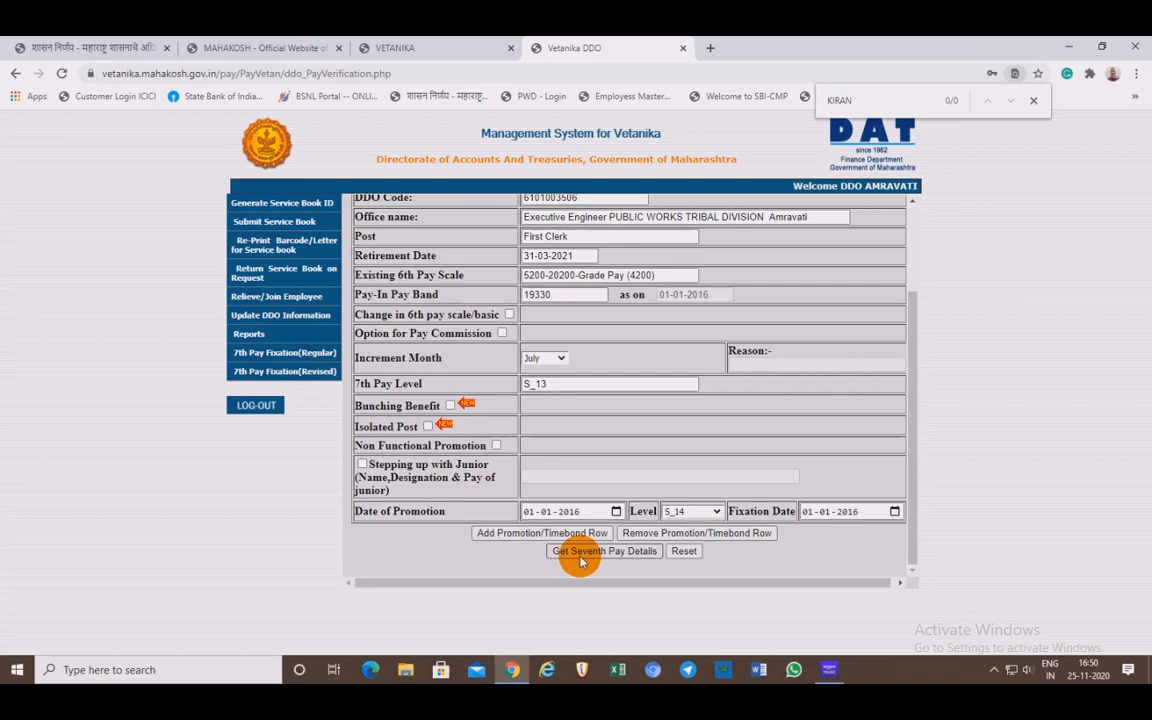 शासन निर्णय - महाराष्ट्र शासनाचे अधि
MAHAKOSH - Official Website of
VETANIKA
Vetanika DDO
vetanika.mahakosh.gov.in/pay/PayVetan/ddo_PayVerification.php
Apps
Customer Login ICICI
State Bank of India...
BSNL Portal -- ONLI...
शासन निर्णय - महाराष्ट्र...
PWD - Login
Employess Master...
Welcome to SBI-CMP
KIRAN 0/0
Management System for Vetanika
Directorate of Accounts And Treasuries, Government of Maharashtra
DAT
since 1962
Finance Department
Government of Maharashtra
Welcome DDO AMRAVATI
Generate Service Book ID
Submit Service Book
Re-Print Barcode/Letter
for Service book
Return Service Book on
Request
Relieve/Join Employee
Update DDO Information
Reports
7th Pay Fixation(Regular)
7th Pay Fixation(Revised)
LOG-OUT
DDO Code: 6101003506
Office name: Executive Engineer PUBLIC WORKS TRIBAL DIVISION Amravati
Post First Clerk
Retirement Date 31-03-2021
Existing 6th Pay Scale 5200-20200-Grade Pay (4200)
Pay-In Pay Band 19330 as on 01-01-2016
Change in 6th pay scale/basic
Option for Pay Commission
Increment Month July Reason:-
7th Pay Level S_13
Bunching Benefit NEW
Isolated Post NEW
Non Functional Promotion
Stepping up with Junior
(Name,Designation & Pay of
junior)
Date of Promotion 01-01-2016 Level S_14 Fixation Date 01-01-2016
Add Promotion/Timebond Row Remove Promotion/Timebond Row
Get Seventh Pay Details Reset
Activate Windows
Go to Settings to activate Windows.
Type here to search
ENG
IN
16:50
25-11-2020